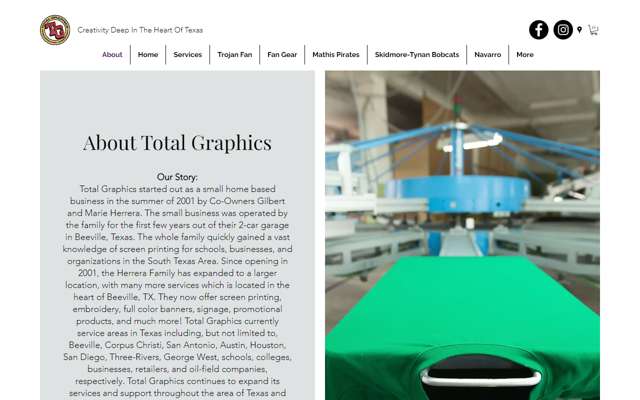 Creativity Deep In The Heart Of Texas
About
Home
Services
Trojan Fan
Fan Gear
Mathis Pirates
Skidmore-Tynan Bobcats
Navarro
More
About Total Graphics
Our Story:
Total Graphics started out as a small home based
business in the summer of 2001 by Co-Owners Gilbert
and Marie Herrera. The small business was operated by
the family for the first few years out of their 2-car garage
in Beeville, Texas. The whole family quickly gained a vast
knowledge of screen printing for schools, businesses, and
organizations in the South Texas Area. Since opening in
2001, the Herrera Family has expanded to a larger
location, with many more services which is located in the
heart of Beeville, TX. They now offer screen printing,
embroidery, full color banners, signage, promotional
products, and much more! Total Graphics currently
service areas in Texas including, but not limited to,
Beeville, Corpus Christi, San Antonio, Austin, Houston,
San Diego, Three-Rivers, George West, schools, colleges,
businesses, retailers, and oil-field companies,
respectively. Total Graphics continues to expand its
services and support throughout the area of Texas and